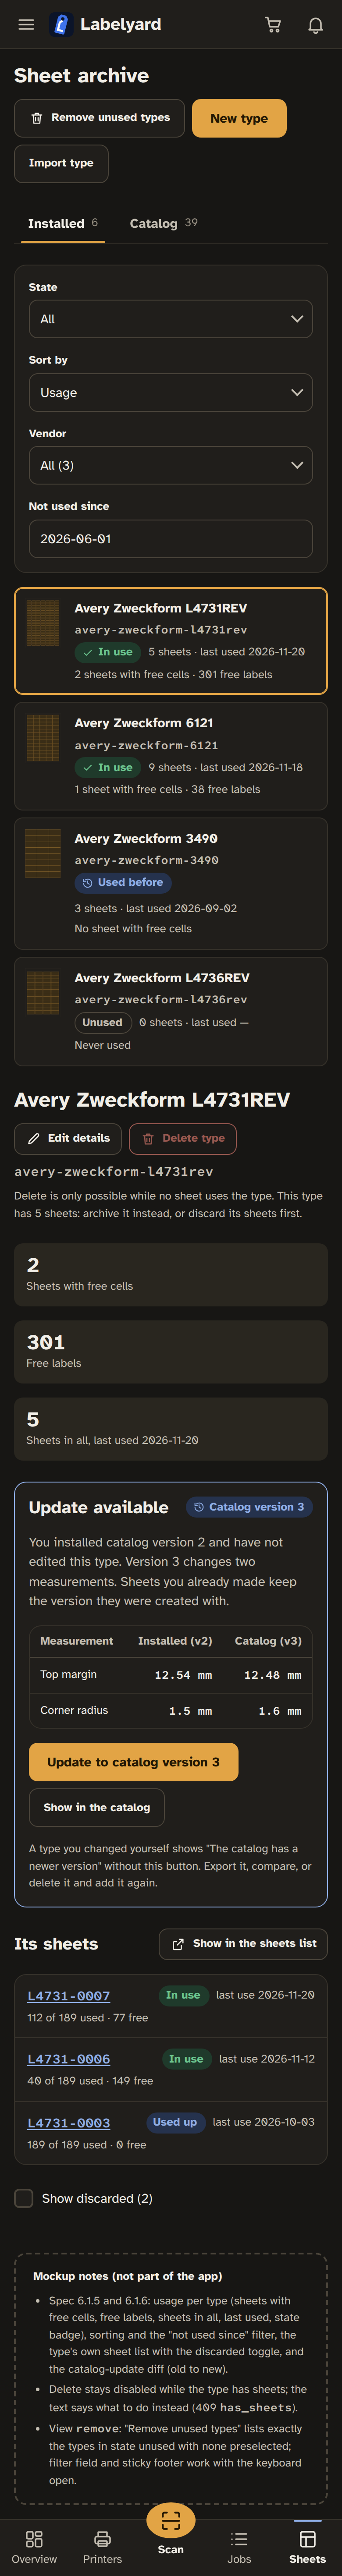 Labelyard
Sheet archive
Remove unused types
New type
Import type
Installed 6
Catalog 39
State
All
Sort by
Usage
Vendor
All (3)
Not used since
2026-06-01
Avery Zweckform L4731REV
avery-zweckform-l4731rev
In use 5 sheets · last used 2026-11-20
2 sheets with free cells · 301 free labels
Avery Zweckform 6121
avery-zweckform-6121
In use 9 sheets · last used 2026-11-18
1 sheet with free cells · 38 free labels
Avery Zweckform 3490
avery-zweckform-3490
Used before
3 sheets · last used 2026-09-02
No sheet with free cells
Avery Zweckform L4736REV
avery-zweckform-l4736rev
Unused 0 sheets · last used —
Never used
Avery Zweckform L4731REV
Edit details
Delete type
avery-zweckform-l4731rev
Delete is only possible while no sheet uses the type. This type
has 5 sheets: archive it instead, or discard its sheets first.
2
Sheets with free cells
301
Free labels
5
Sheets in all, last used 2026-11-20
Update available
Catalog version 3
You installed catalog version 2 and have not
edited this type. Version 3 changes two
measurements. Sheets you already made keep
the version they were created with.
Measurement Installed (v2) Catalog (v3)
Top margin 12.54 mm 12.48 mm
Corner radius 1.5 mm 1.6 mm
Update to catalog version 3
Show in the catalog
A type you changed yourself shows "The catalog has a
newer version" without this button. Export it, compare, or
delete it and add it again.
Its sheets
Show in the sheets list
L4731-0007 In use last use 2026-11-20
112 of 189 used · 77 free
L4731-0006 In use last use 2026-11-12
40 of 189 used · 149 free
L4731-0003 Used up last use 2026-10-03
189 of 189 used · 0 free
Show discarded (2)
Mockup notes (not part of the app)
• Spec 6.1.5 and 6.1.6: usage per type (sheets with
free cells, free labels, sheets in all, last used, state
badge), sorting and the "not used since" filter, the
type's own sheet list with the discarded toggle, and
the catalog-update diff (old to new).
• Delete stays disabled while the type has sheets; the
text says what to do instead (409 has_sheets).
• View remove: "Remove unused types" lists exactly
the types in state unused with none preselected;
filter field and sticky footer work with the keyboard
open.
Overview
Printers
Scan
Jobs
Sheets